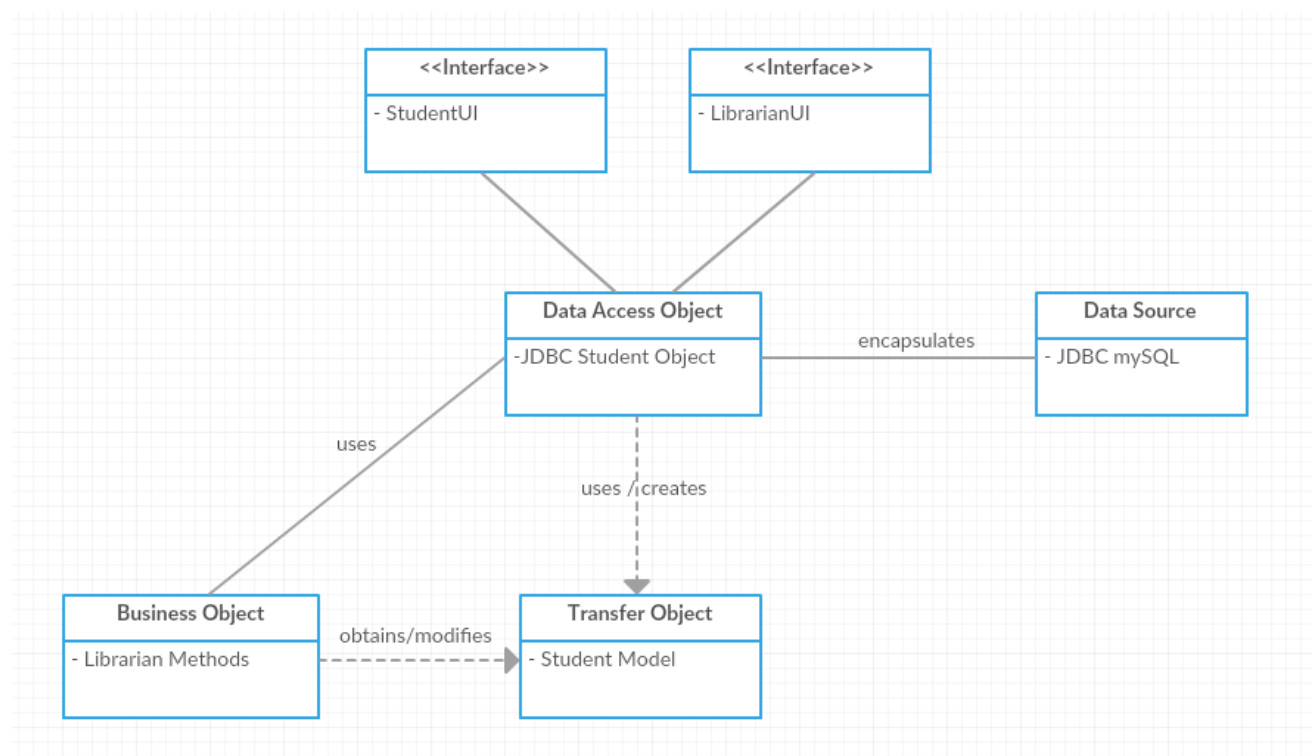 <<Interface>>
- StudentUI
<<Interface>>
- LibrarianUI
Data Access Object
-JDBC Student Object
encapsulates
Data Source
- JDBC mySQL
uses
uses / creates
Business Object
- Librarian Methods
obtains/modifies
Transfer Object
- Student Model